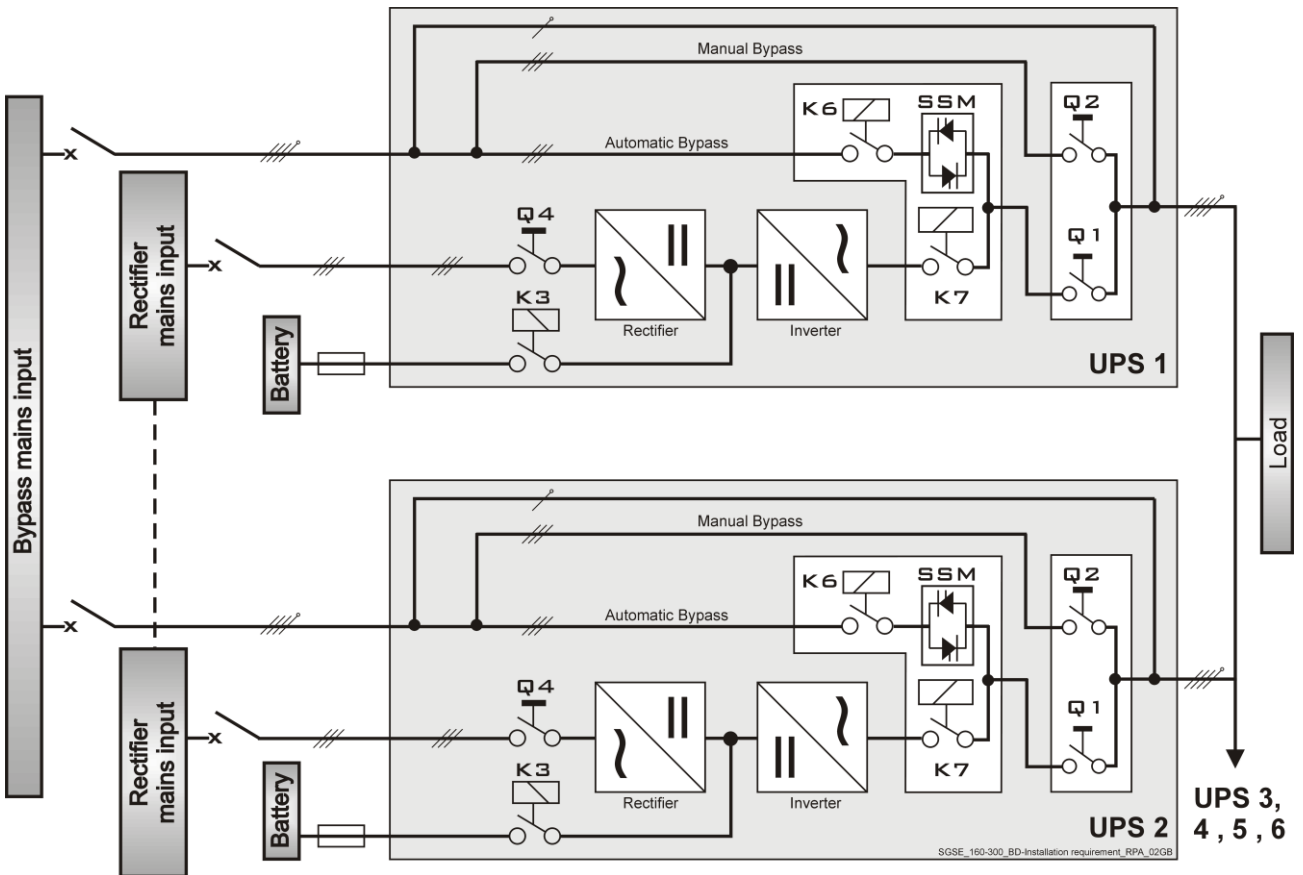 Bypass mains input
Rectifier
mains input
Battery
Manual Bypass
Automatic Bypass
K6
SSM
Q2
Q4
Q1
K3
K7
Rectifier
Inverter
UPS 1
Load
Rectifier
mains input
Battery
Manual Bypass
Automatic Bypass
K6
SSM
Q2
Q4
Q1
K3
K7
Rectifier
Inverter
UPS 2
SGSE_160-300_BD-Installation requirement_RPA_02GB
UPS 3,
4 , 5 , 6